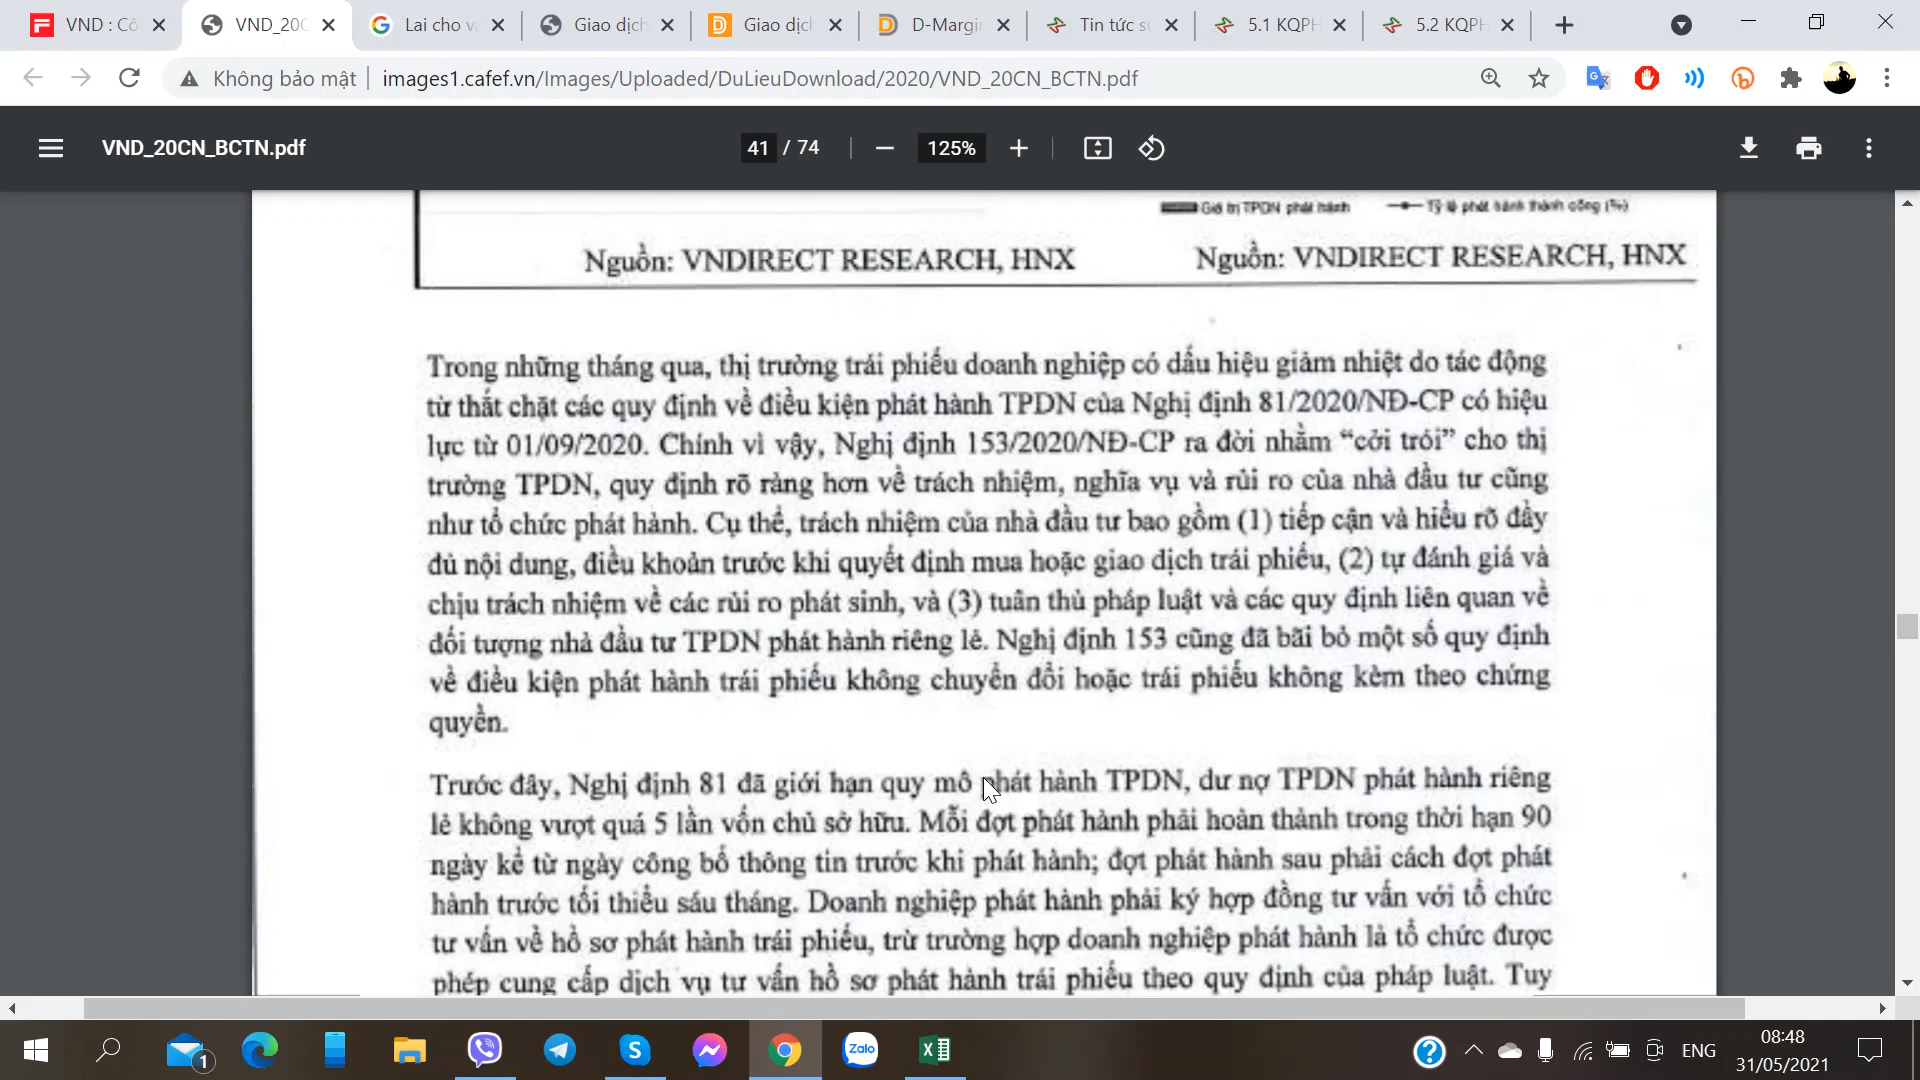 VND : Cô
VND_20C
Lai cho va
Giao dịch
Giao dịch
D-Margin
Tin tức sự
5.1 KQPH
5.2 KQPH
Không bảo mật
images1.cafef.vn/Images/Uploaded/DuLieuDownload/2020/VND_20CN_BCTN.pdf
VND_20CN_BCTN.pdf
41 / 74
125%
Giá trị TPDN phát hành
Tỷ lệ phát hành thành công (%)
Nguồn: VNDIRECT RESEARCH, HNX
Nguồn: VNDIRECT RESEARCH, HNX
Trong những tháng qua, thị trường trái phiếu doanh nghiệp có dấu hiệu giảm nhiệt do tác động
từ thắt chặt các quy định về điều kiện phát hành TPDN của Nghị định 81/2020/NĐ-CP có hiệu
lực từ 01/09/2020. Chính vì vậy, Nghị định 153/2020/NĐ-CP ra đời nhằm “cởi trói” cho thị
trường TPDN, quy định rõ ràng hơn về trách nhiệm, nghĩa vụ và rủi ro của nhà đầu tư cũng
như tổ chức phát hành. Cụ thể, trách nhiệm của nhà đầu tư bao gồm (1) tiếp cận và hiểu rõ đầy
đủ nội dung, điều khoản trước khi quyết định mua hoặc giao dịch trái phiếu, (2) tự đánh giá và
chịu trách nhiệm về các rủi ro phát sinh, và (3) tuân thủ pháp luật và các quy định liên quan về
đối tượng nhà đầu tư TPDN phát hành riêng lẻ. Nghị định 153 cũng đã bãi bỏ một số quy định
về điều kiện phát hành trái phiếu không chuyển đổi hoặc trái phiếu không kèm theo chứng
quyền.
Trước đây, Nghị định 81 đã giới hạn quy mô phát hành TPDN, dư nợ TPDN phát hành riêng
lẻ không vượt quá 5 lần vốn chủ sở hữu. Mỗi đợt phát hành phải hoàn thành trong thời hạn 90
ngày kể từ ngày công bố thông tin trước khi phát hành; đợt phát hành sau phải cách đợt phát
hành trước tối thiểu sáu tháng. Doanh nghiệp phát hành phải ký hợp đồng tư vấn với tổ chức
tư vấn về hồ sơ phát hành trái phiếu, trừ trường hợp doanh nghiệp phát hành là tổ chức được
phép cung cấp dịch vụ tư vấn hồ sơ phát hành trái phiếu theo quy định của pháp luật. Tuy
1
Zalo
ENG
08:48
31/05/2021